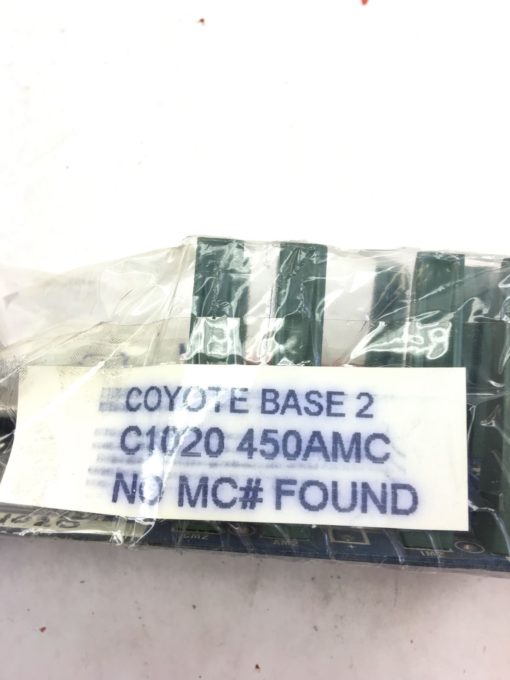 COYOTE BASE 2
C1020 450AMC
NO MC# FOUND